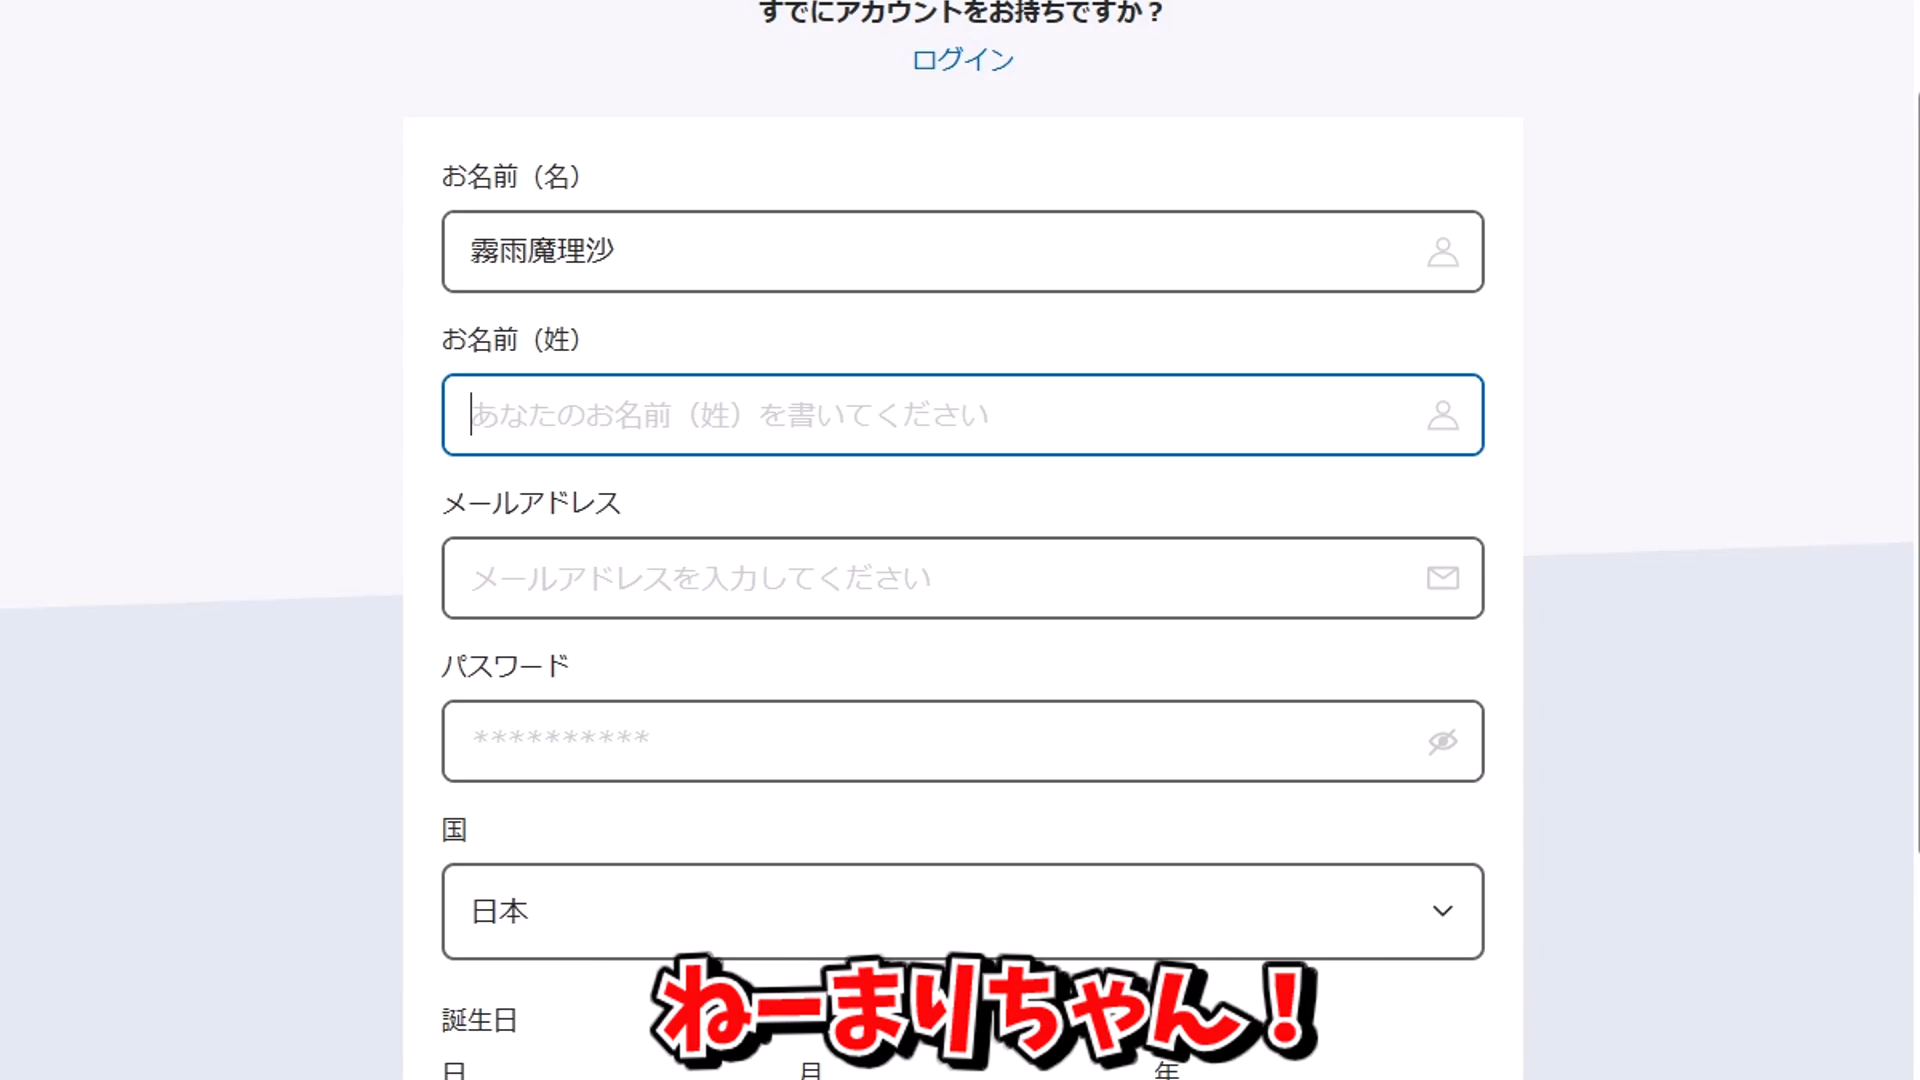 すでにアカウントをお持ちですか？
ログイン
お名前（名）
霧雨魔理沙
お名前（姓）
あなたのお名前（姓）を書いてください
メールアドレス
メールアドレスを入力してください
パスワード
**********
国
日本
ねーまりちゃん！
誕生日
日 月 年